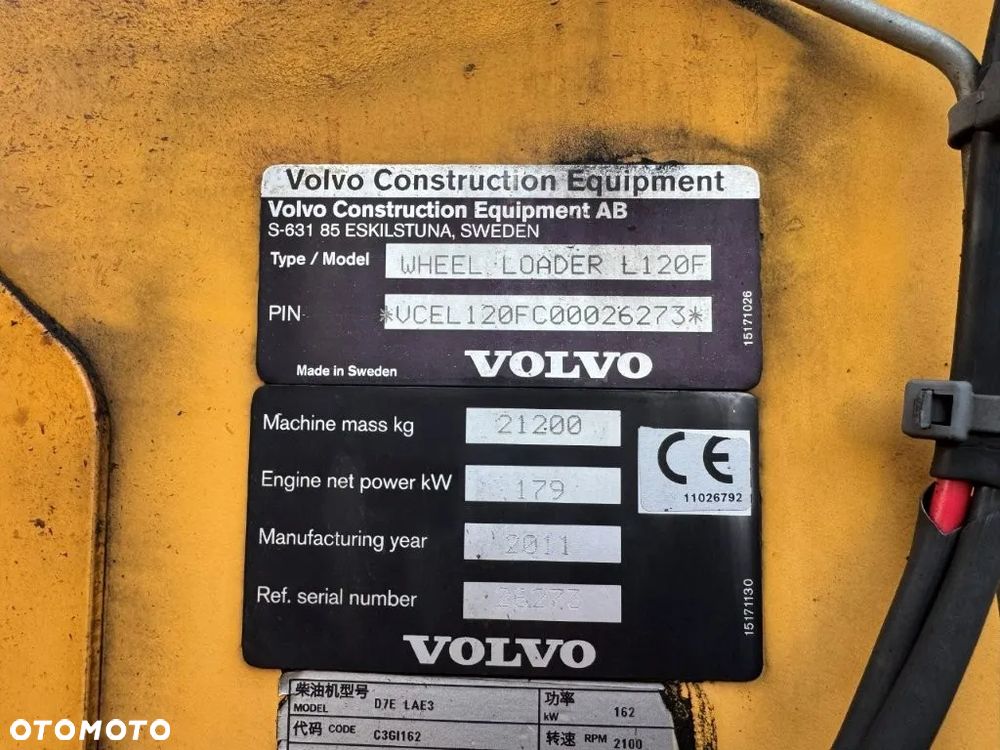 Volvo Construction Equipment
Volvo Construction Equipment AB
S-631 85 ESKILSTUNA, SWEDEN
Type / Model WHEEL LOADER L120F
PIN *VCEL120FC00026273*
15171026
Made in Sweden VOLVO
Machine mass kg 21200
Engine net power kW 179
CE
11026792
Manufacturing year 2011
Ref. serial number 26273
15171130
VOLVO
柴油机型号 功率
MODEL D7E LAE3 kW 162
代码 CODE C3GI162 转速 RPM 2100
OTOMOTO